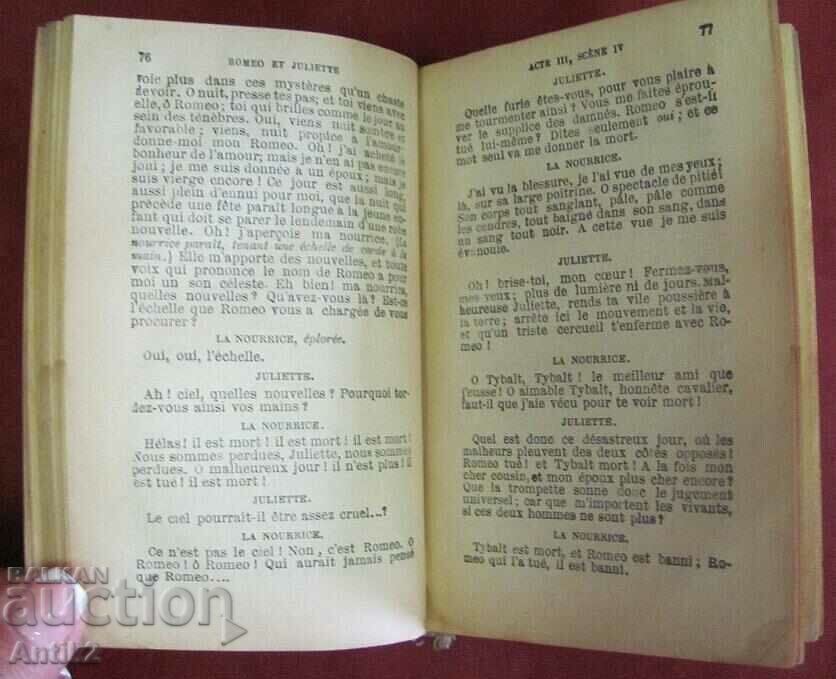 76
ROMEO ET JULIETTE
voie plus dans ces mystères qu'un chaste
devoir. O nuit, presse tes pas; et toi viens avec
elle, ô Romeo; toi qui brilles comme le jour au
sein des ténèbres. Oui, viens nuit sombre et
favorable; viens, nuit propice à l'amour
donne-moi mon Romeo. Oh! j'ai acheté le
bonheur de l'amour; mais je n'en ai pas encore
joui; je me suis donnée à un époux; mais je
suis vierge encore! Ce jour est aussi long,
aussi plein d'ennui pour moi, que la nuit qui
précède une fête paraît longue à la jeune en-
fant qui doit se parer le lendemain d'une robe
nouvelle. Oh! j'aperçois ma nourrice, (La
nourrice paraît, tenant une échelle de corde à la
main.) Elle m'apporte des nouvelles, et toute
voix qui prononce le nom de Romeo a pour
moi un son céleste. Eh bien! ma nourrice,
quelles nouvelles? Qu'avez-vous là? Est-ce
l'échelle que Romeo vous a chargée de vous
procurer?
LA NOURRICE, éplorée.
Oui, oui, l'échelle.
JULIETTE.
Ah! ciel, quelles nouvelles? Pourquoi tor-
dez-vous ainsi vos mains?
LA NOURRICE.
Hélas! il est mort! il est mort! il est mort!
Nous sommes perdues, Juliette, nous sommes
perdues. O malheureux jour! il n'est plus! il
est tué! il est mort!
JULIETTE.
Le ciel pourrait-il être assez cruel...?
LA NOURRICE.
Ce n'est pas le ciel! Non, c'est Romeo. O
Romeo! ô Romeo! Qui aurait jamais pensé
que Romeo....
77
ACTE III, SCÈNE IV
JULIETTE.
Quelle furie êtes-vous, pour vous plaire à
me tourmenter ainsi? Vous me faites éprou-
ver le supplice des damnés. Romeo s'est-il
tué lui-même? Dites seulement oui; et ce
mot seul va me donner la mort.
LA NOURRICE.
J'ai vu la blessure, je l'ai vue de mes yeux;
là, sur sa large poitrine. O spectacle de pitié!
Son corps tout sanglant, pâle, pâle comme
les cendres, tout baigné dans son sang, dans
un sang tout noir. A cette vue je me suis
évanouie.
JULIETTE.
Oh! brise-toi, mon cœur! Fermez-vous,
mes yeux; plus de lumière ni de jours. Mal-
heureuse Juliette, rends ta vile poussière à
la terre; arrête ici le mouvement et la vie,
et qu'un triste cercueil t'enferme avec Ro-
meo!
LA NOURRICE.
O Tybalt, Tybalt! le meilleur ami que
j'eusse! O aimable Tybalt, honnête cavalier,
faut-il que j'aie vécu pour te voir mort!
JULIETTE.
Quel est donc ce désastreux jour, où les
malheurs pleuvent des deux côtés opposés!
Romeo tué! et Tybalt mort! A la fois mon
cher cousin, et mon époux plus cher encore?
Que la trompette sonne donc le jugement
universel; car que m'importent les vivants,
si ces deux hommes ne sont plus?
LA NOURRICE.
Tybalt est mort, et Romeo est banni; Ro-
meo qui l'a tué, il est banni.
BALKAN
auction
Antik2